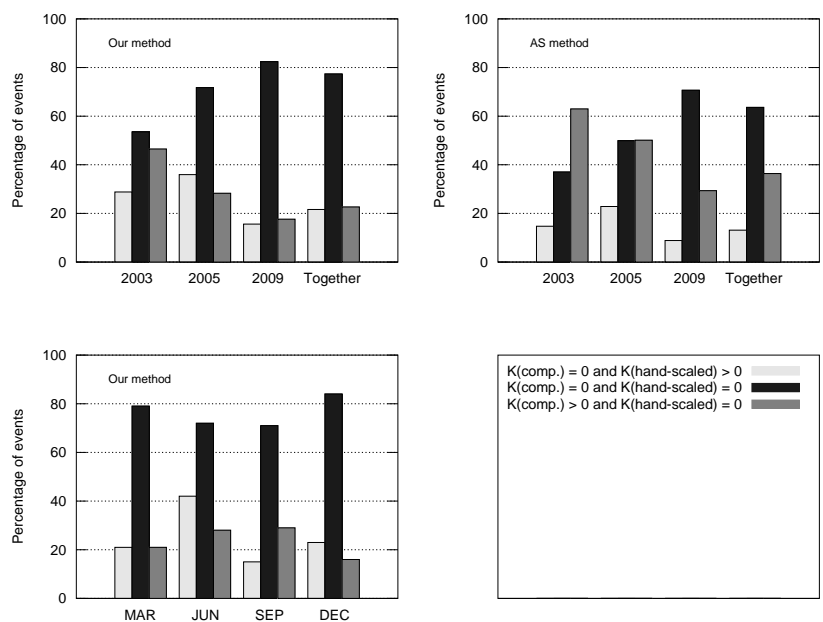 Our method
Percentage of events
100
80
60
40
20
0
2003 2005 2009 Together
AS method
Percentage of events
100
80
60
40
20
0
2003 2005 2009 Together
Our method
Percentage of events
100
80
60
40
20
0
MAR JUN SEP DEC
K(comp.) = 0 and K(hand-scaled) > 0
K(comp.) = 0 and K(hand-scaled) = 0
K(comp.) > 0 and K(hand-scaled) = 0